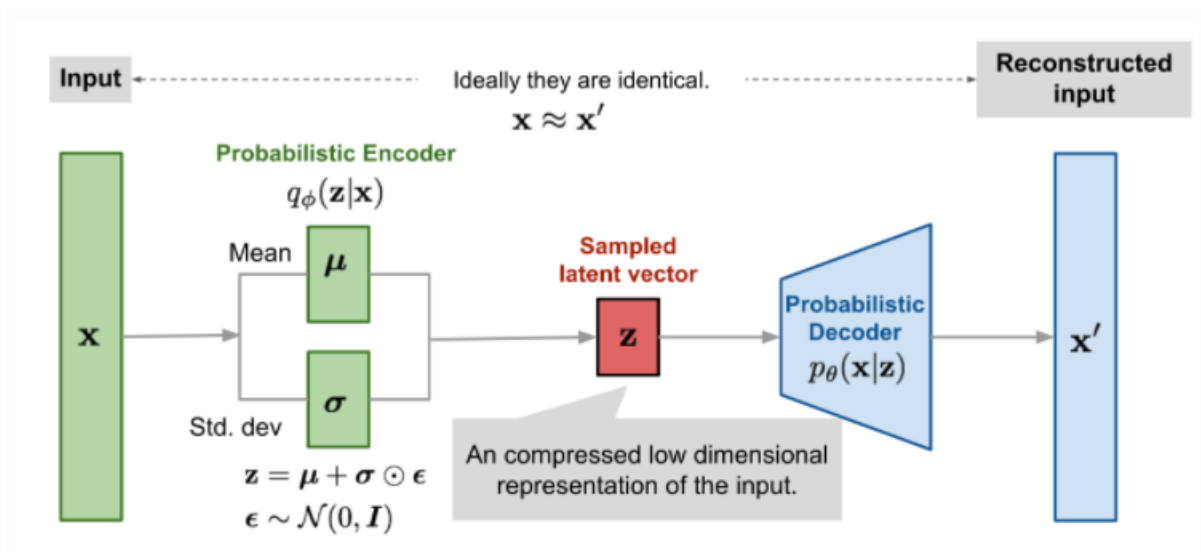 Input
Ideally they are identical.
x ≈ x′
Reconstructed
input
Probabilistic Encoder
qϕ(z|x)
Mean
μ
x
Std. dev
σ
z = μ + σ ⊙ ϵ
ϵ ∼ N(0, I)
Sampled
latent vector
z
An compressed low dimensional
representation of the input.
Probabilistic
Decoder
pθ(x|z)
x′